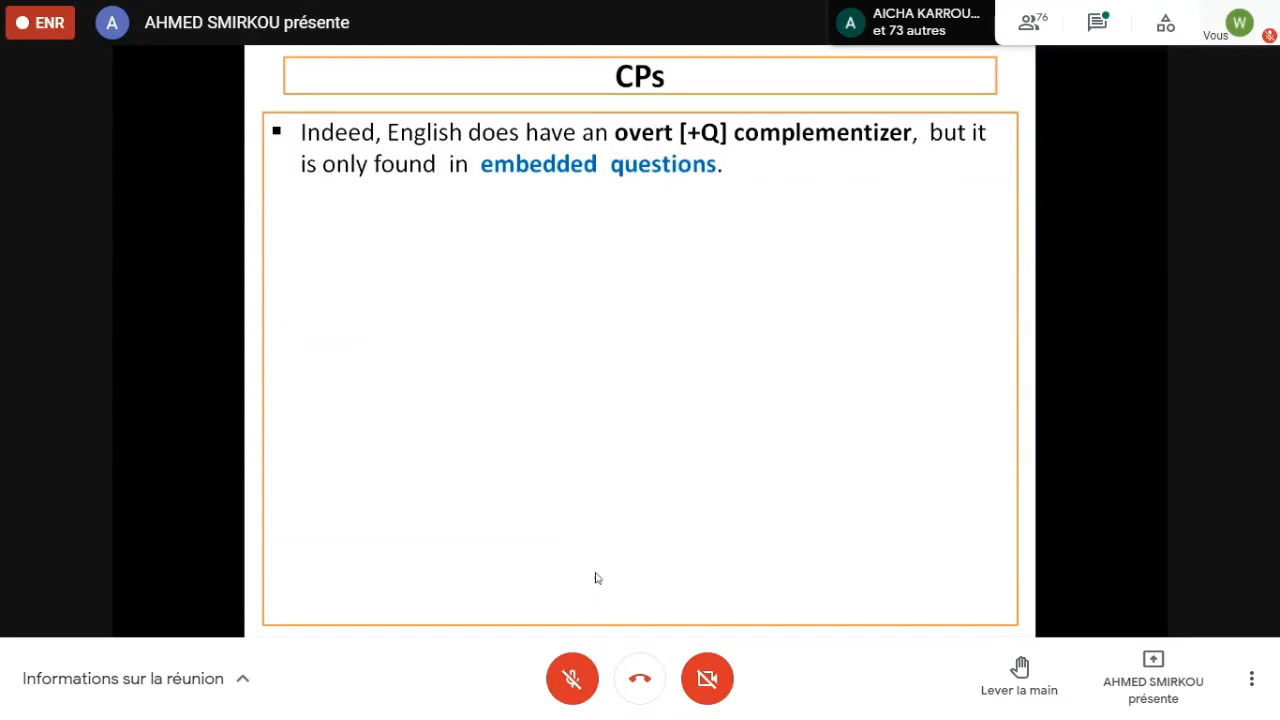 ENR
A
AHMED SMIRKOU présente
A
AICHA KARROU...
et 73 autres
76
W
Vous
CPs
Indeed, English does have an overt [+Q] complementizer, but it
is only found in embedded questions.
Informations sur la réunion
Lever la main
AHMED SMIRKOU
présente